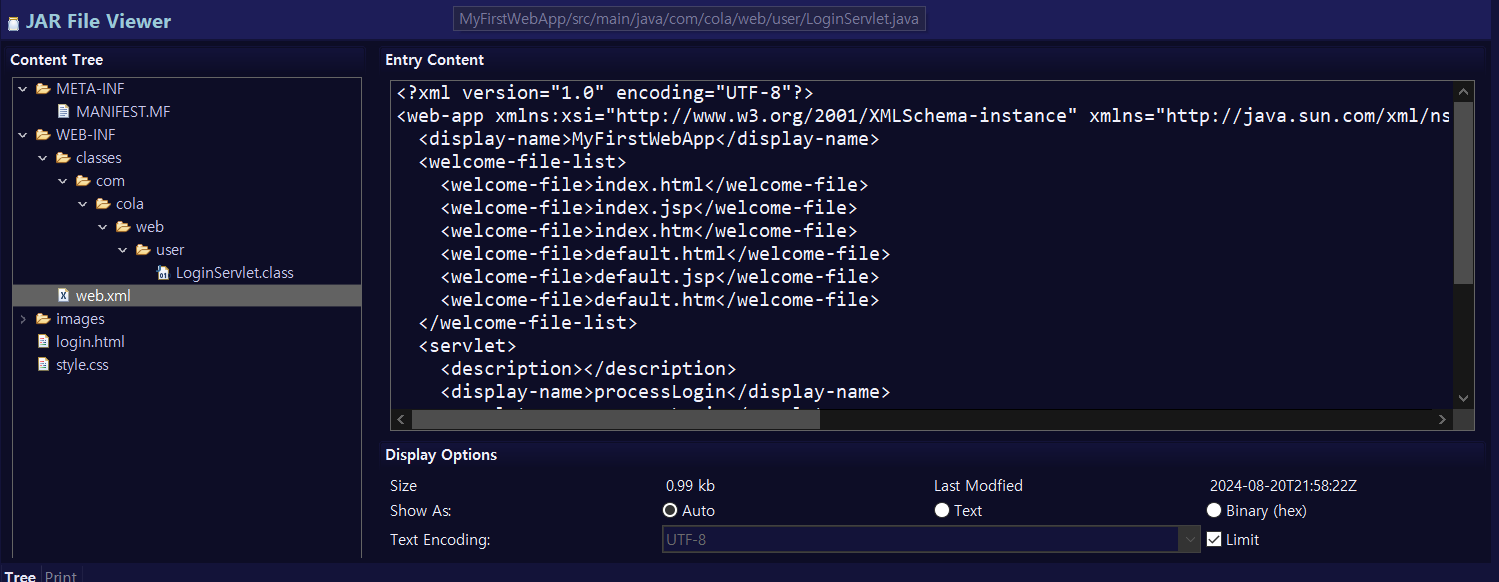 JAR File Viewer
MyFirstWebApp/src/main/java/com/cola/web/user/LoginServlet.java
Content Tree
META-INF
MANIFEST.MF
WEB-INF
classes
com
cola
web
user
LoginServlet.class
web.xml
images
login.html
style.css
Entry Content
<?xml version="1.0" encoding="UTF-8"?>
<web-app xmlns:xsi="http://www.w3.org/2001/XMLSchema-instance" xmlns="http://java.sun.com/xml/ns
<display-name>MyFirstWebApp</display-name>
<welcome-file-list>
<welcome-file>index.html</welcome-file>
<welcome-file>index.jsp</welcome-file>
<welcome-file>index.htm</welcome-file>
<welcome-file>default.html</welcome-file>
<welcome-file>default.jsp</welcome-file>
<welcome-file>default.htm</welcome-file>
</welcome-file-list>
<servlet>
<description></description>
<display-name>processLogin</display-name>
Display Options
Size 0.99 kb Last Modfied 2024-08-20T21:58:22Z
Show As: Auto Text Binary (hex)
Text Encoding: UTF-8 Limit
Tree Print